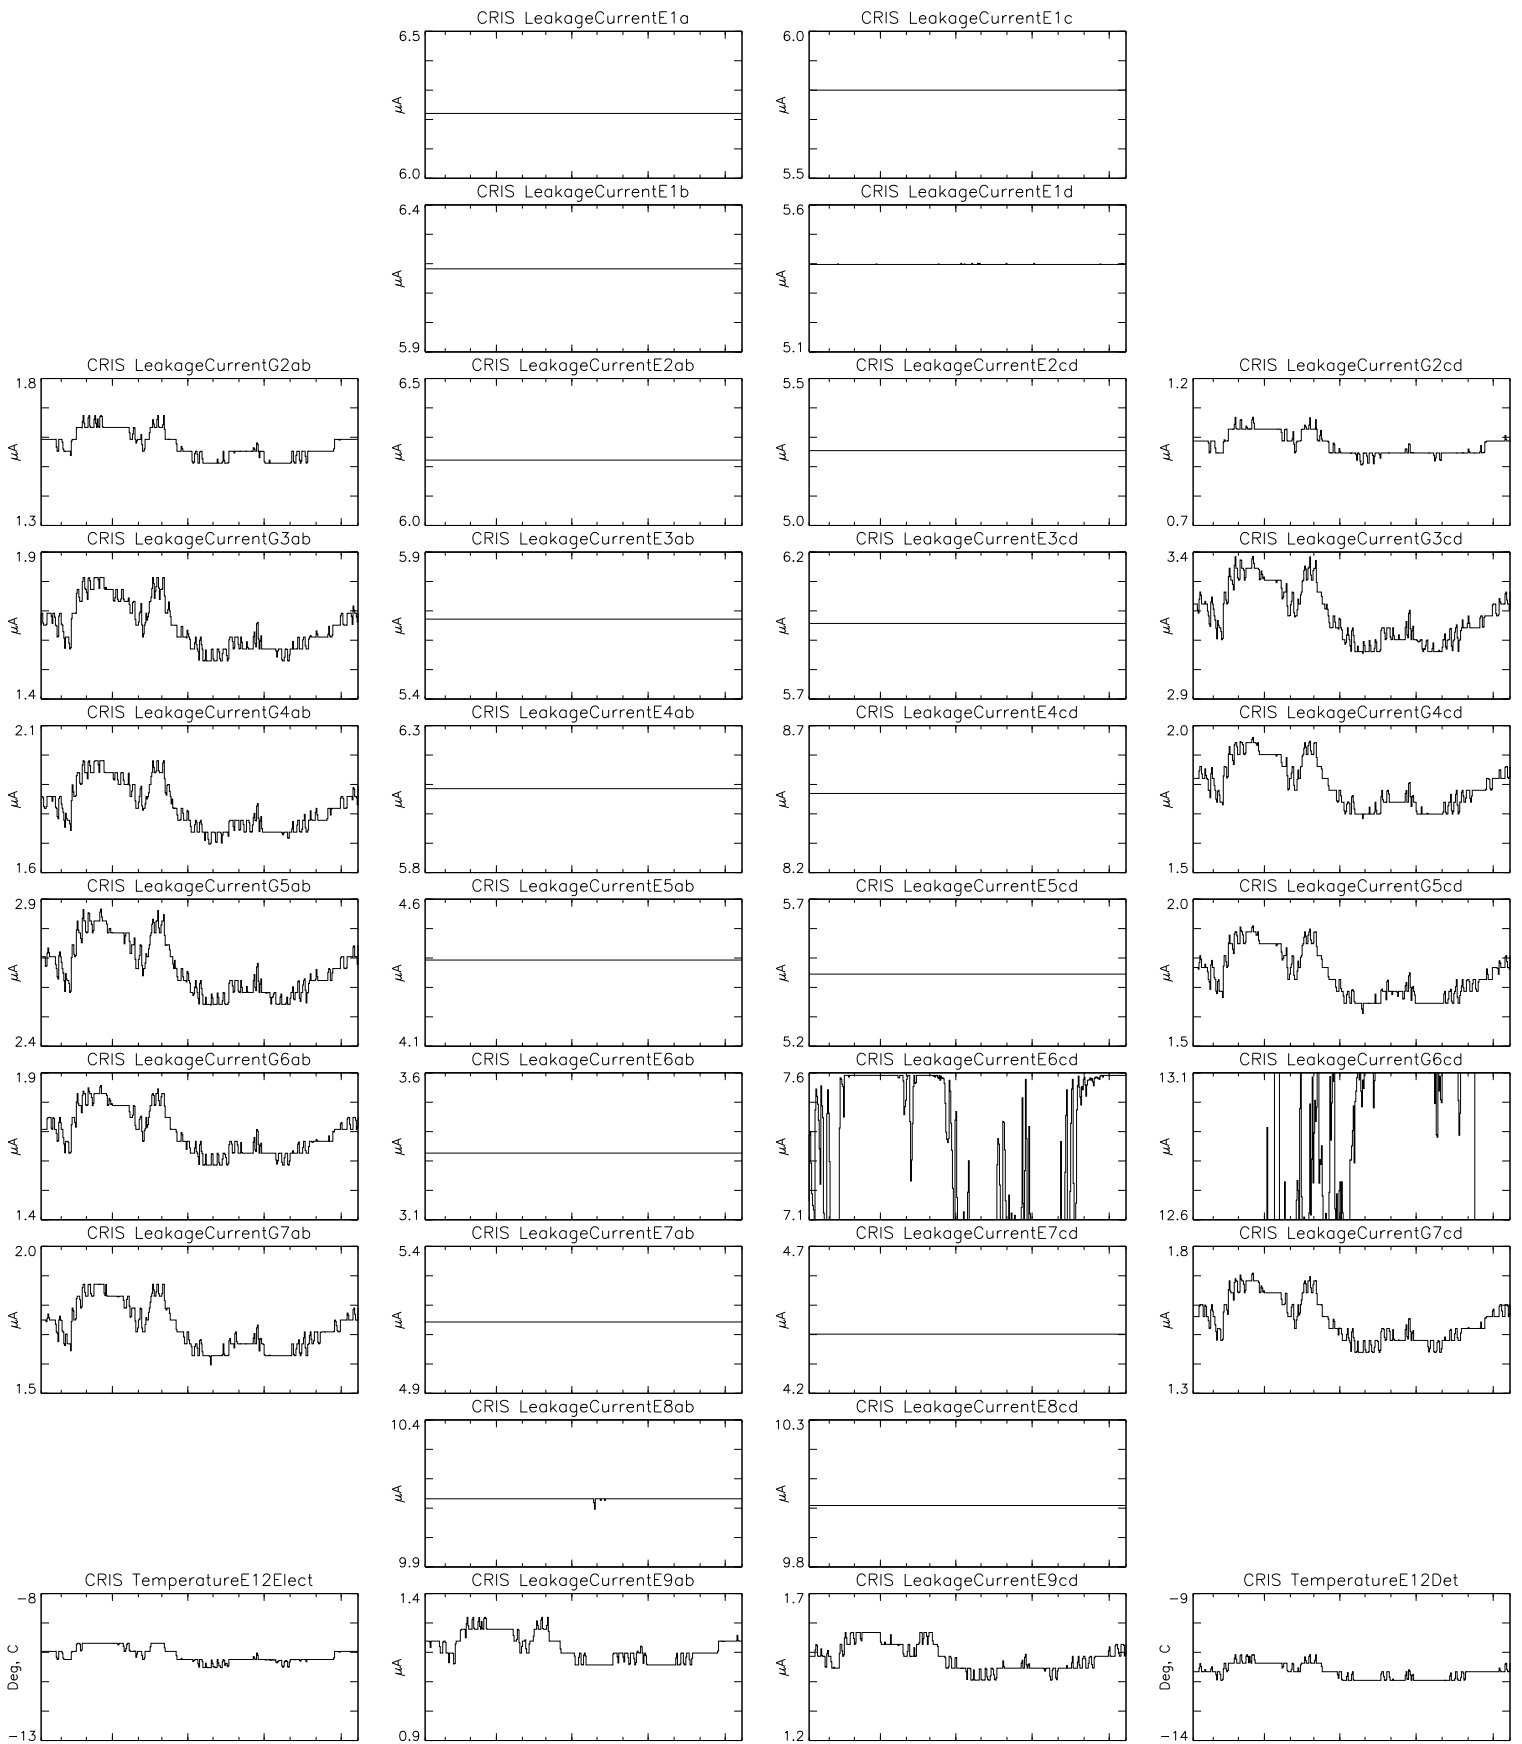 CRIS LeakageCurrentE1a
6.5
μA
6.0
CRIS LeakageCurrentE1c
6.0
μA
5.5
CRIS LeakageCurrentE1b
6.4
μA
5.9
CRIS LeakageCurrentE1d
5.6
μA
5.1
CRIS LeakageCurrentG2ab
1.8
μA
1.3
CRIS LeakageCurrentE2ab
6.5
μA
6.0
CRIS LeakageCurrentE2cd
5.5
μA
5.0
CRIS LeakageCurrentG2cd
1.2
μA
0.7
CRIS LeakageCurrentG3ab
1.9
μA
1.4
CRIS LeakageCurrentE3ab
5.9
μA
5.4
CRIS LeakageCurrentE3cd
6.2
μA
5.7
CRIS LeakageCurrentG3cd
3.4
μA
2.9
CRIS LeakageCurrentG4ab
2.1
μA
1.6
CRIS LeakageCurrentE4ab
6.3
μA
5.8
CRIS LeakageCurrentE4cd
8.7
μA
8.2
CRIS LeakageCurrentG4cd
2.0
μA
1.5
CRIS LeakageCurrentG5ab
2.9
μA
2.4
CRIS LeakageCurrentE5ab
4.6
μA
4.1
CRIS LeakageCurrentE5cd
5.7
μA
5.2
CRIS LeakageCurrentG5cd
2.0
μA
1.5
CRIS LeakageCurrentG6ab
1.9
μA
1.4
CRIS LeakageCurrentE6ab
3.6
μA
3.1
CRIS LeakageCurrentE6cd
7.6
μA
7.1
CRIS LeakageCurrentG6cd
13.1
μA
12.6
CRIS LeakageCurrentG7ab
2.0
μA
1.5
CRIS LeakageCurrentE7ab
5.4
μA
4.9
CRIS LeakageCurrentE7cd
4.7
μA
4.2
CRIS LeakageCurrentG7cd
1.8
μA
1.3
CRIS LeakageCurrentE8ab
10.4
μA
9.9
CRIS LeakageCurrentE8cd
10.3
μA
9.8
CRIS TemperatureE12Elect
−8
Deg, C
−13
CRIS LeakageCurrentE9ab
1.4
μA
0.9
CRIS LeakageCurrentE9cd
1.7
μA
1.2
CRIS TemperatureE12Det
−9
Deg, C
−14